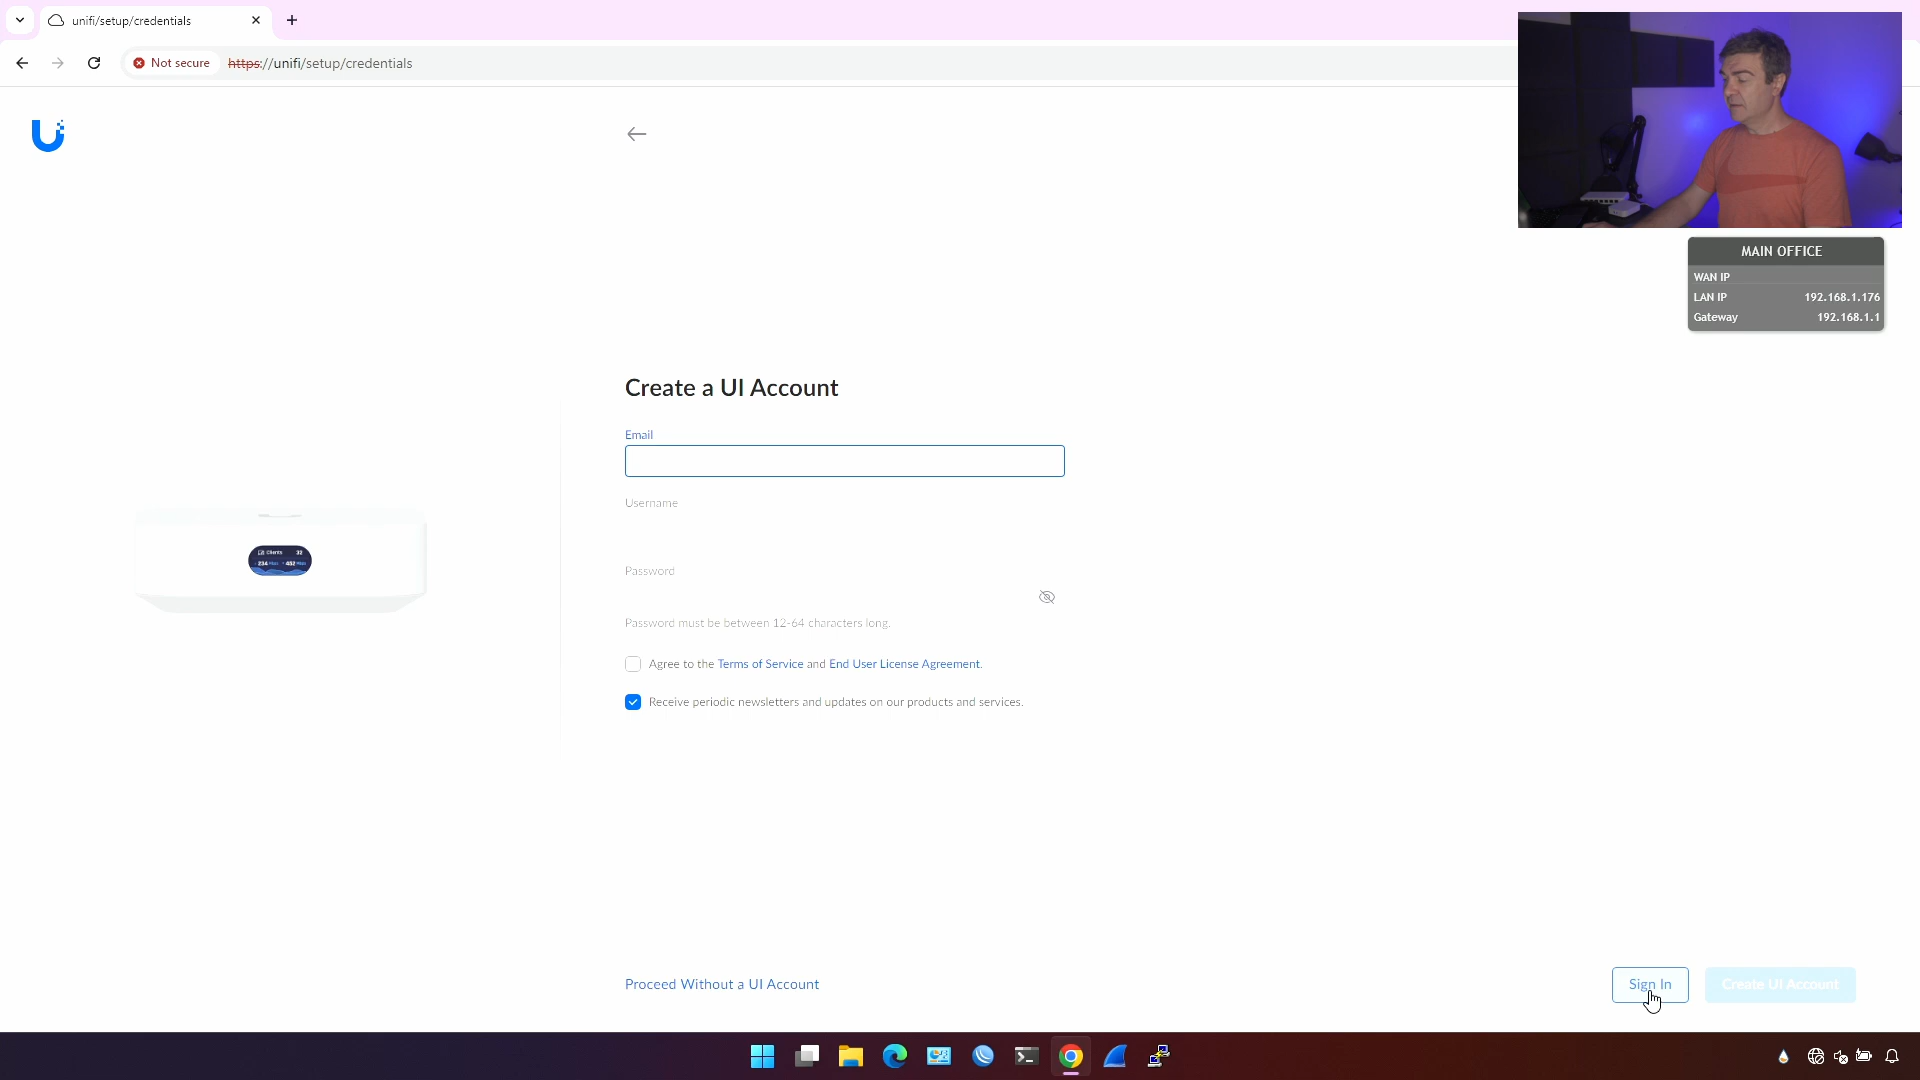 unifi/setup/credentials
Not secure
https://unifi/setup/credentials
MAIN OFFICE
WAN IP
LAN IP 192.168.1.176
Gateway 192.168.1.1
Create a UI Account
Email
Username
Password
Password must be between 12-64 characters long.
Agree to the Terms of Service and End User License Agreement.
Receive periodic newsletters and updates on our products and services.
Clients 32
Proceed Without a UI Account
Sign In
Create UI Account